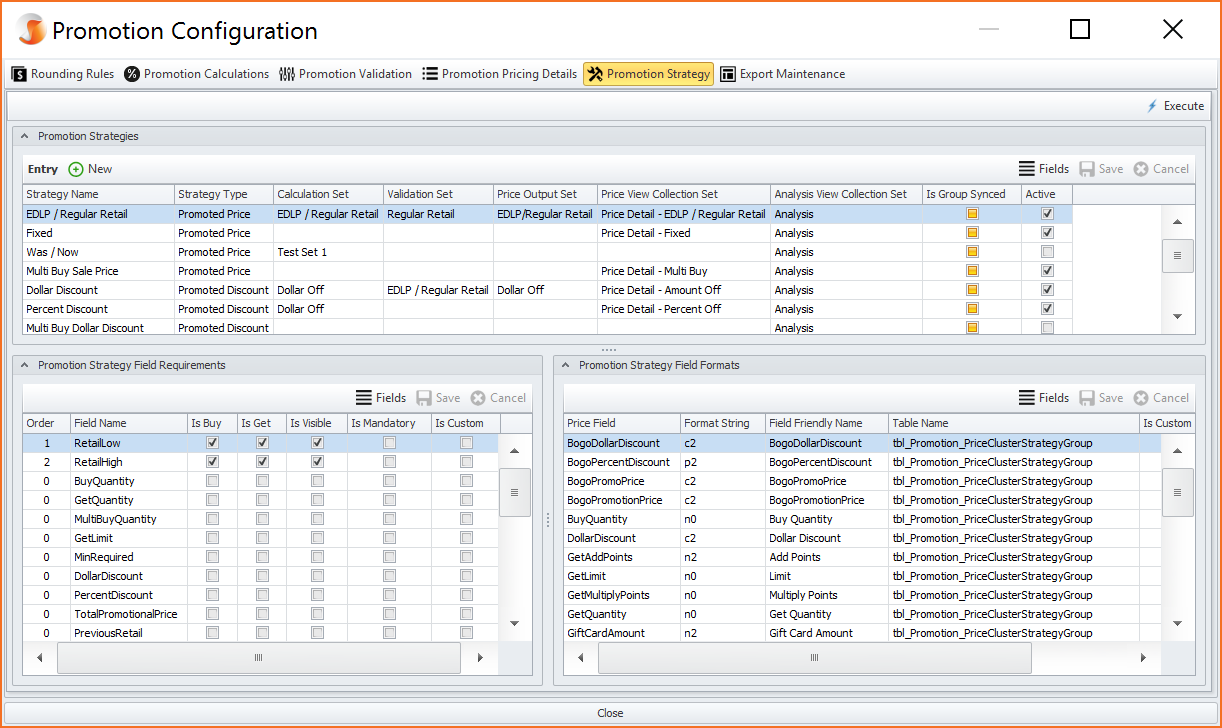 Promotion Configuration
Rounding Rules Promotion Calculations Promotion Validation Promotion Pricing Details Promotion Strategy Export Maintenance
Execute
Promotion Strategies
Entry New Fields Save Cancel
Strategy Name Strategy Type Calculation Set Validation Set Price Output Set Price View Collection Set Analysis View Collection Set Is Group Synced Active
EDLP / Regular Retail Promoted Price EDLP / Regular Retail Regular Retail EDLP/Regular Retail Price Detail - EDLP / Regular Retail Analysis
Fixed Promoted Price Price Detail - Fixed Analysis
Was / Now Promoted Price Test Set 1 Analysis
Multi Buy Sale Price Promoted Price Price Detail - Multi Buy Analysis
Dollar Discount Promoted Discount Dollar Off EDLP / Regular Retail Dollar Off Price Detail - Amount Off Analysis
Percent Discount Promoted Discount Dollar Off Price Detail - Percent Off Analysis
Multi Buy Dollar Discount Promoted Discount Analysis
Promotion Strategy Field Requirements
Fields Save Cancel
Order Field Name Is Buy Is Get Is Visible Is Mandatory Is Custom
1 RetailLow
2 RetailHigh
0 BuyQuantity
0 GetQuantity
0 MultiBuyQuantity
0 GetLimit
0 MinRequired
0 DollarDiscount
0 PercentDiscount
0 TotalPromotionalPrice
0 PreviousRetail
Promotion Strategy Field Formats
Fields Save Cancel
Price Field Format String Field Friendly Name Table Name Is Custom
BogoDollarDiscount c2 BogoDollarDiscount tbl_Promotion_PriceClusterStrategyGroup
BogoPercentDiscount p2 BogoPercentDiscount tbl_Promotion_PriceClusterStrategyGroup
BogoPromoPrice c2 BogoPromoPrice tbl_Promotion_PriceClusterStrategyGroup
BogoPromotionPrice c2 BogoPromotionPrice tbl_Promotion_PriceClusterStrategyGroup
BuyQuantity n0 Buy Quantity tbl_Promotion_PriceClusterStrategyGroup
DollarDiscount c2 Dollar Discount tbl_Promotion_PriceClusterStrategyGroup
GetAddPoints n2 Add Points tbl_Promotion_PriceClusterStrategyGroup
GetLimit n0 Limit tbl_Promotion_PriceClusterStrategyGroup
GetMultiplyPoints n0 Multiply Points tbl_Promotion_PriceClusterStrategyGroup
GetQuantity n0 Get Quantity tbl_Promotion_PriceClusterStrategyGroup
GiftCardAmount n2 Gift Card Amount tbl_Promotion_PriceClusterStrategyGroup
Close